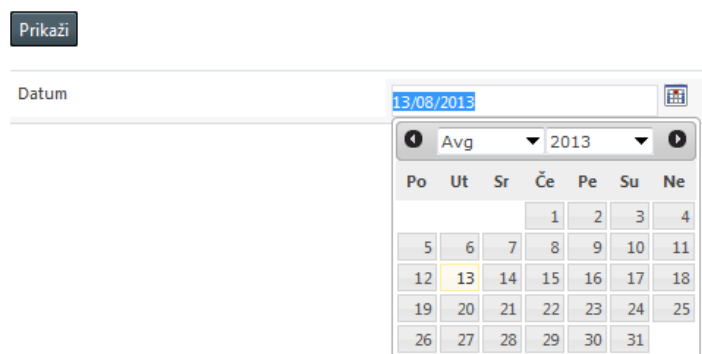 Prikaži
Datum
13/08/2013
Avg 2013
Po Ut Sr Če Pe Su Ne
1 2 3 4
5 6 7 8 9 10 11
12 13 14 15 16 17 18
19 20 21 22 23 24 25
26 27 28 29 30 31